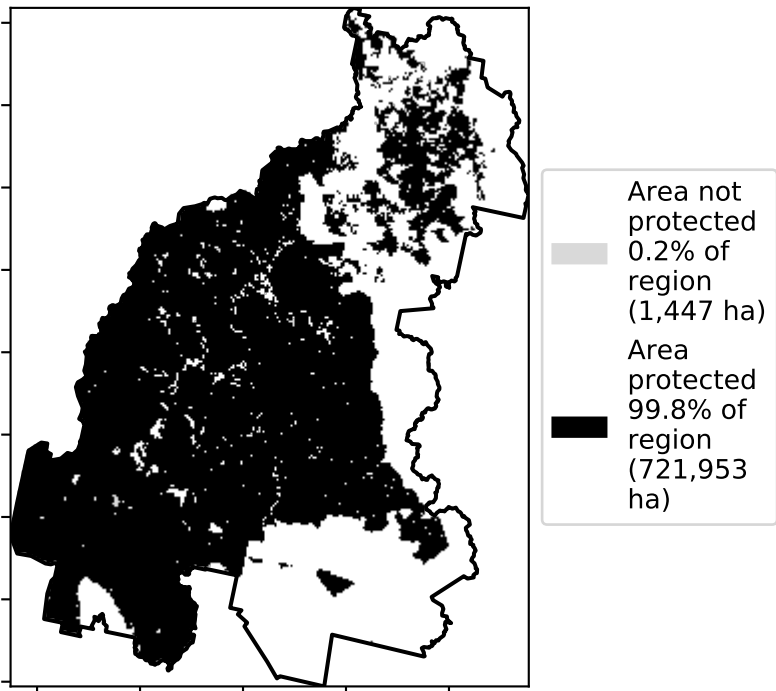 Area not
protected
0.2% of
region
(1,447 ha)
Area
protected
99.8% of
region
(721,953
ha)